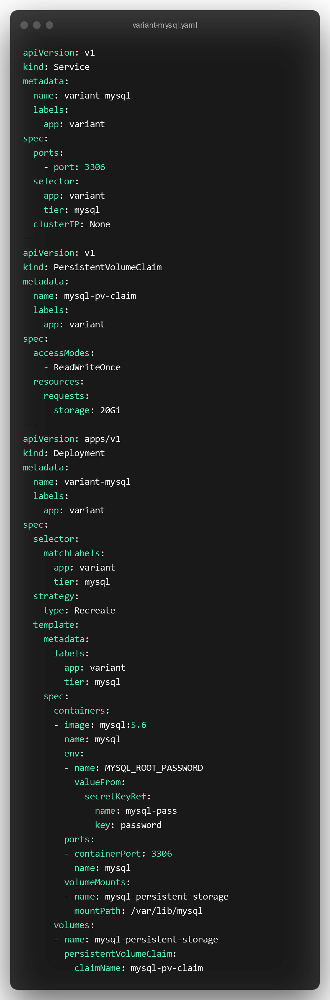 variant-mysql.yaml
apiVersion: v1
kind: Service
metadata:
  name: variant-mysql
  labels:
    app: variant
spec:
  ports:
    - port: 3306
  selector:
    app: variant
    tier: mysql
  clusterIP: None
---
apiVersion: v1
kind: PersistentVolumeClaim
metadata:
  name: mysql-pv-claim
  labels:
    app: variant
spec:
  accessModes:
    - ReadWriteOnce
  resources:
    requests:
      storage: 20Gi
---
apiVersion: apps/v1
kind: Deployment
metadata:
  name: variant-mysql
  labels:
    app: variant
spec:
  selector:
    matchLabels:
      app: variant
      tier: mysql
  strategy:
    type: Recreate
  template:
    metadata:
      labels:
        app: variant
        tier: mysql
    spec:
      containers:
      - image: mysql:5.6
        name: mysql
        env:
        - name: MYSQL_ROOT_PASSWORD
          valueFrom:
            secretKeyRef:
              name: mysql-pass
              key: password
        ports:
        - containerPort: 3306
          name: mysql
        volumeMounts:
        - name: mysql-persistent-storage
          mountPath: /var/lib/mysql
      volumes:
      - name: mysql-persistent-storage
        persistentVolumeClaim:
          claimName: mysql-pv-claim